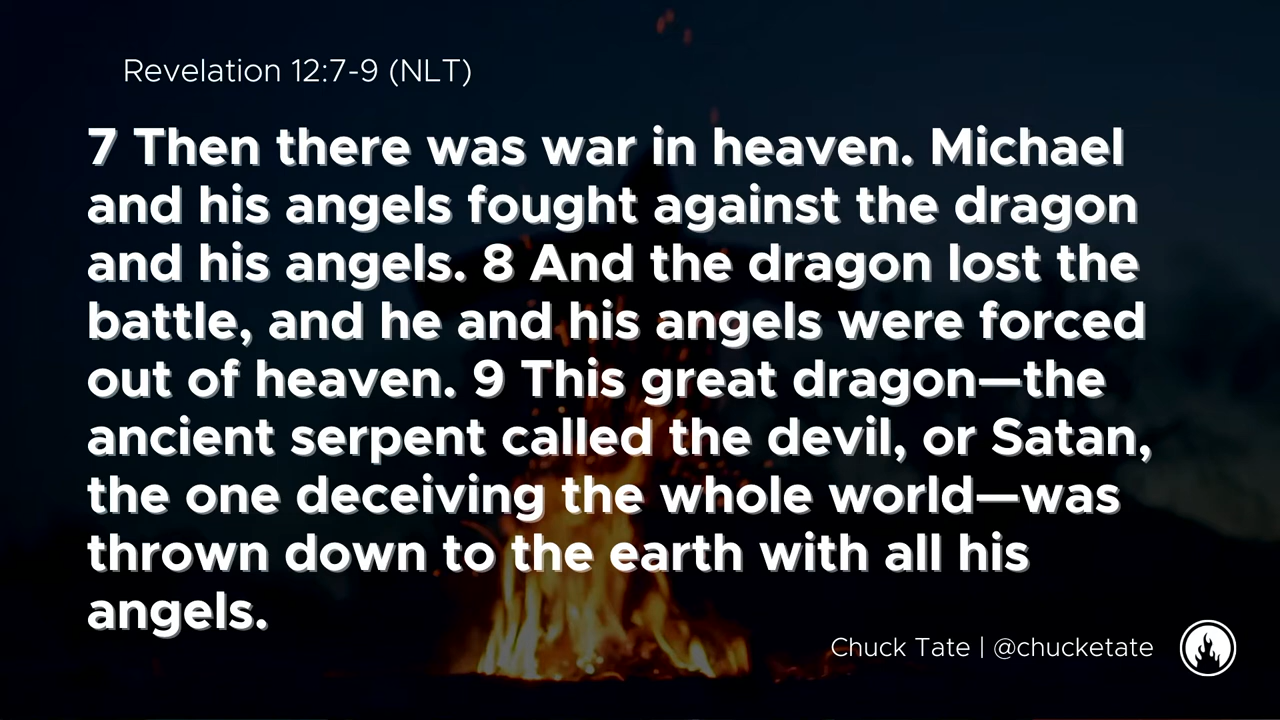 Revelation 12:7-9 (NLT)
7 Then there was war in heaven. Michael
and his angels fought against the dragon
and his angels. 8 And the dragon lost the
battle, and he and his angels were forced
out of heaven. 9 This great dragon—the
ancient serpent called the devil, or Satan,
the one deceiving the whole world—was
thrown down to the earth with all his
angels.
Chuck Tate | @chucketate